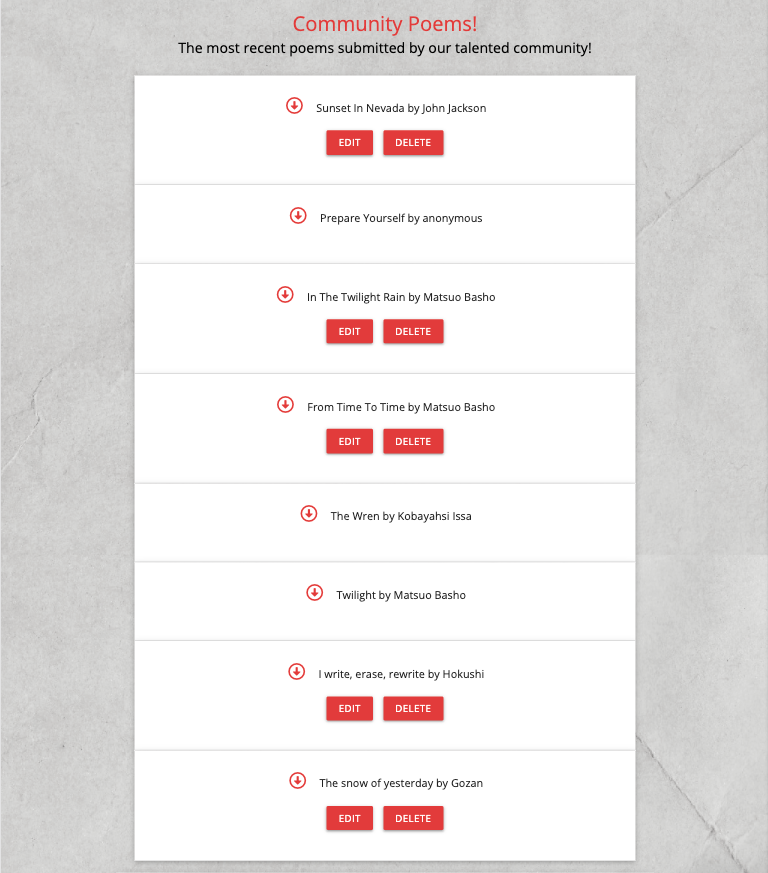 Community Poems!
The most recent poems submitted by our talented community!
Sunset In Nevada by John Jackson
EDIT DELETE
Prepare Yourself by anonymous
In The Twilight Rain by Matsuo Basho
EDIT DELETE
From Time To Time by Matsuo Basho
EDIT DELETE
The Wren by Kobayahsi Issa
Twilight by Matsuo Basho
I write, erase, rewrite by Hokushi
EDIT DELETE
The snow of yesterday by Gozan
EDIT DELETE